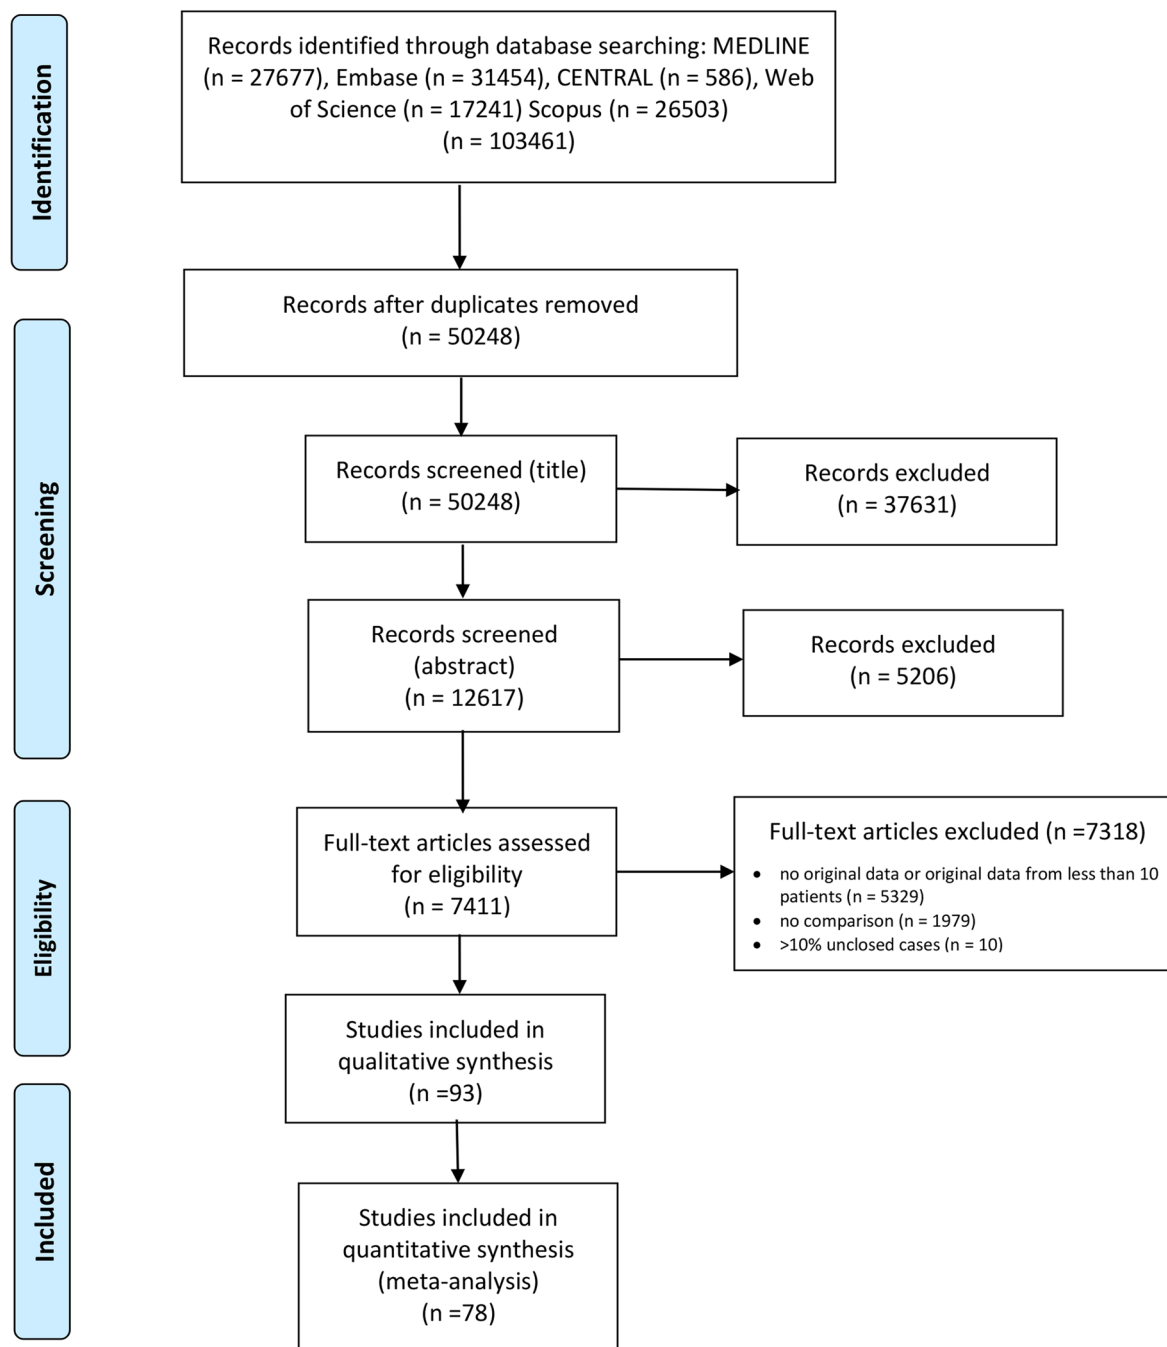 Identification
Records identified through database searching: MEDLINE
(n = 27677), Embase (n = 31454), CENTRAL (n = 586), Web
of Science (n = 17241) Scopus (n = 26503)
(n = 103461)
Records after duplicates removed
(n = 50248)
Screening
Records screened (title)
(n = 50248)
Records excluded
(n = 37631)
Records screened
(abstract)
(n = 12617)
Records excluded
(n = 5206)
Eligibility
Full-text articles assessed
for eligibility
(n = 7411)
Full-text articles excluded (n =7318)
• no original data or original data from less than 10
patients (n = 5329)
• no comparison (n = 1979)
• >10% unclosed cases (n = 10)
Studies included in
qualitative synthesis
(n =93)
Included
Studies included in
quantitative synthesis
(meta-analysis)
(n =78)